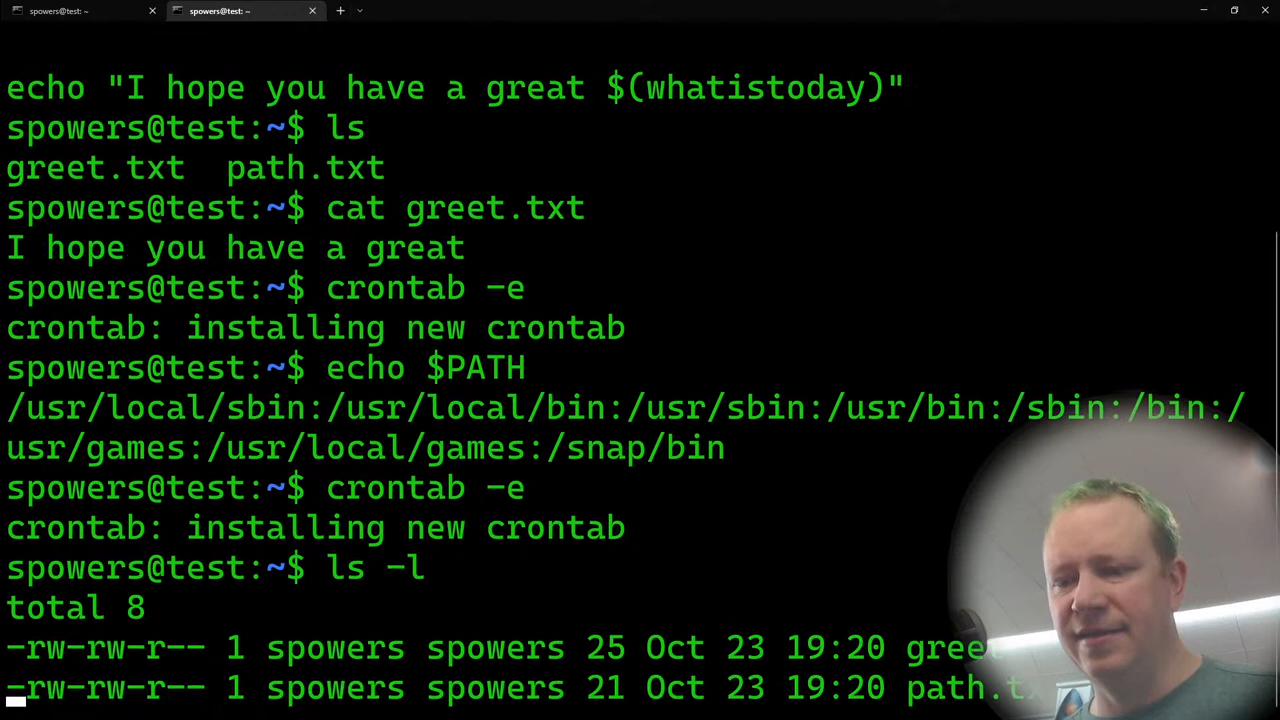 spowers@test: ~
spowers@test: ~
echo "I hope you have a great $(whatistoday)"
spowers@test:~$ ls
greet.txt  path.txt
spowers@test:~$ cat greet.txt
I hope you have a great
spowers@test:~$ crontab -e
crontab: installing new crontab
spowers@test:~$ echo $PATH
/usr/local/sbin:/usr/local/bin:/usr/sbin:/usr/bin:/sbin:/bin:/
usr/games:/usr/local/games:/snap/bin
spowers@test:~$ crontab -e
crontab: installing new crontab
spowers@test:~$ ls -l
total 8
-rw-rw-r-- 1 spowers spowers 25 Oct 23 19:20
-rw-rw-r-- 1 spowers spowers 21 Oct 23 19:20